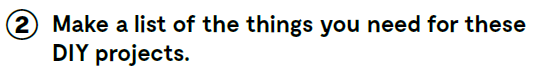 ② Make a list of the things you need for these
DIY projects.